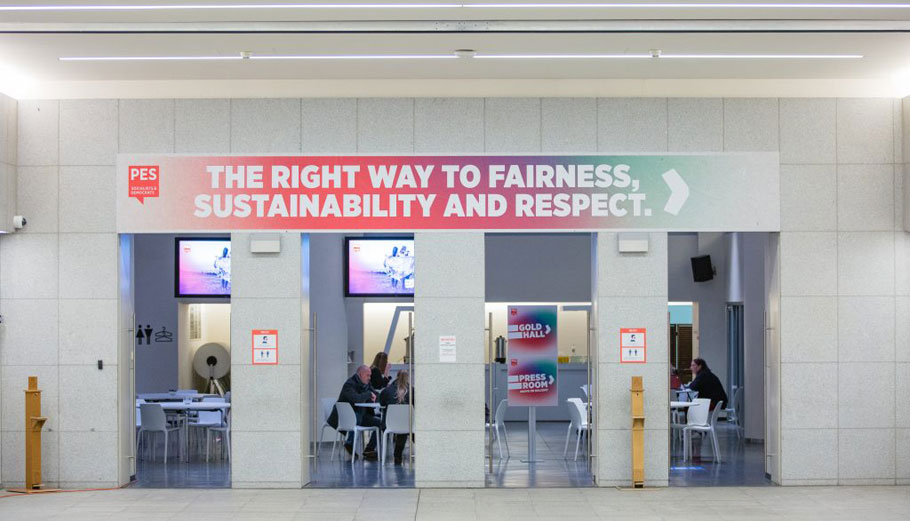 PES
SOCIALISTS &
DEMOCRATS
THE RIGHT WAY TO FAIRNESS,
SUSTAINABILITY AND RESPECT.
GOLD
HALL
PRESS
ROOM